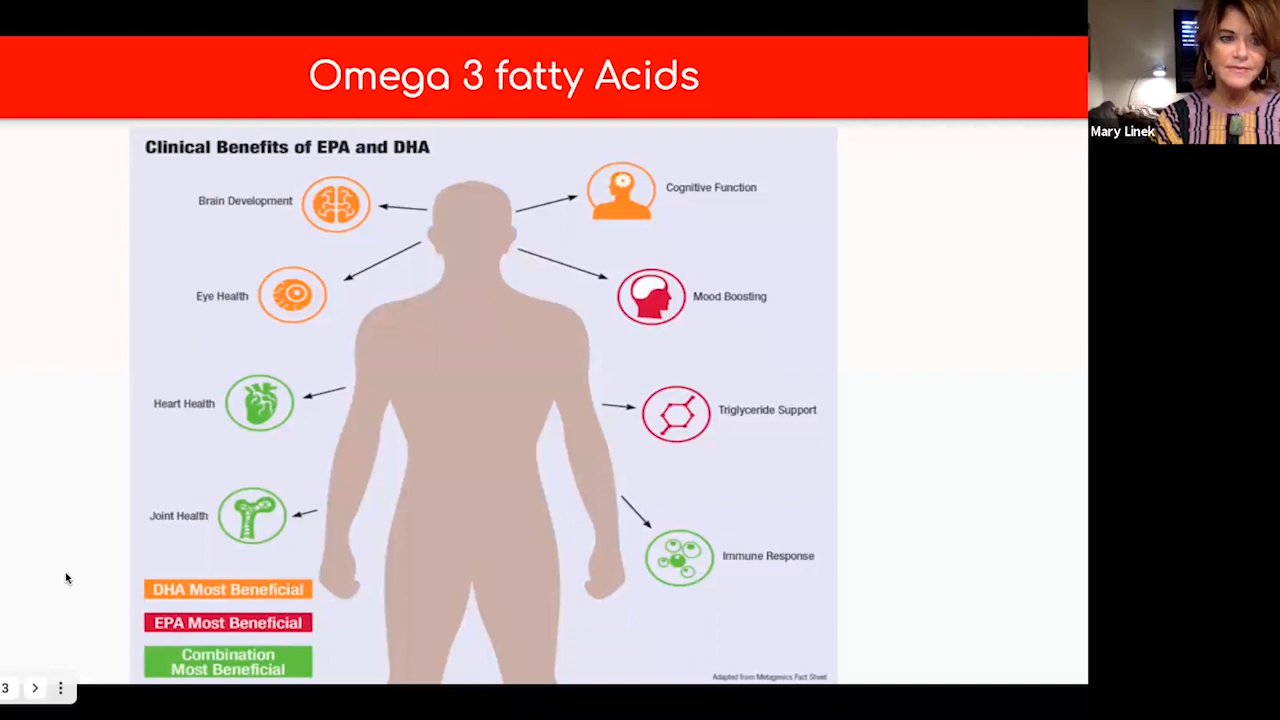 Omega 3 fatty Acids
Mary Linek
Clinical Benefits of EPA and DHA
Brain Development
Cognitive Function
Eye Health
Mood Boosting
Heart Health
Triglyceride Support
Joint Health
Immune Response
DHA Most Beneficial
EPA Most Beneficial
Combination
Most Beneficial
Adapted from Metagenics Fact Sheet
3